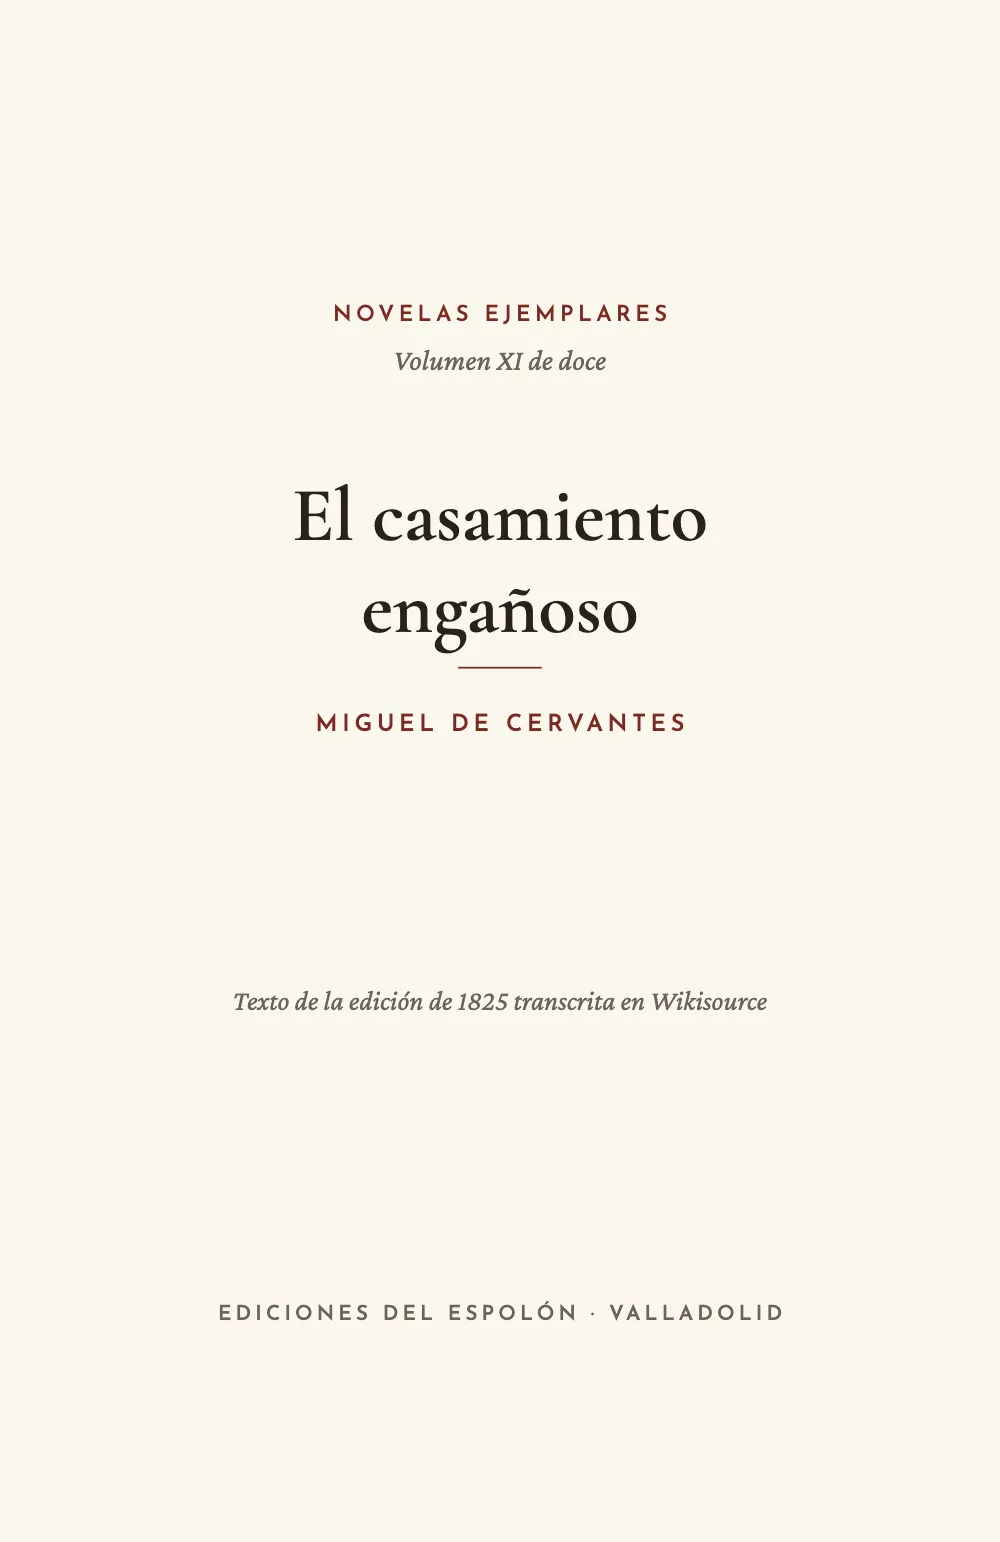 NOVELAS EJEMPLARES
Volumen XI de doce
El casamiento
engañoso
MIGUEL DE CERVANTES
Texto de la edición de 1825 transcrita en Wikisource
EDICIONES DEL ESPOLÓN · VALLADOLID